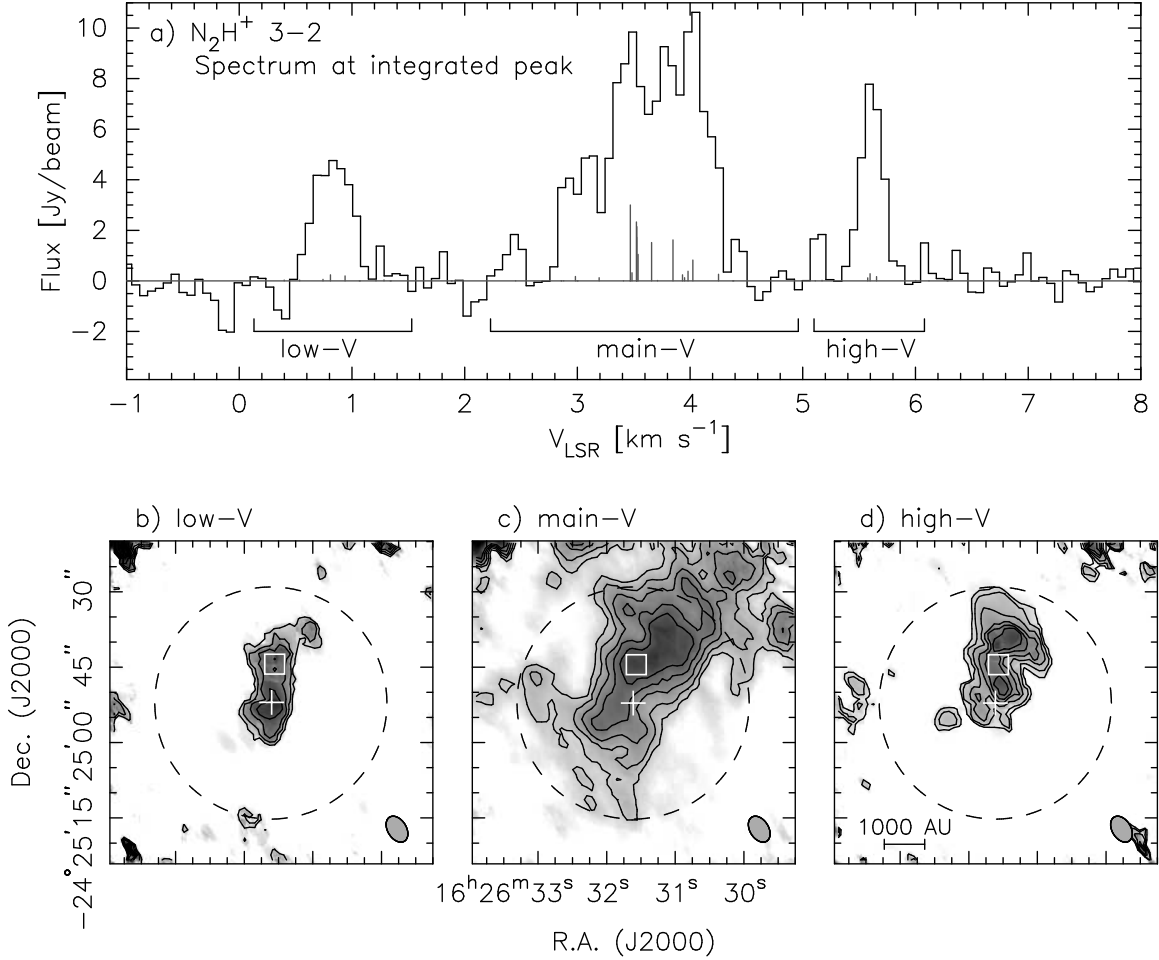 a) N₂H⁺ 3−2
Spectrum at integrated peak
Flux [Jy/beam]
10
8
6
4
2
0
−2
low−V
main−V
high−V
−1 0 1 2 3 4 5 6 7 8
V_LSR [km s⁻¹]
b) low−V
c) main−V
d) high−V
Dec. (J2000)
30"
45"
25'00"
−24°25'15"
1000 AU
16ʰ26ᵐ33ˢ 32ˢ 31ˢ 30ˢ
R.A. (J2000)